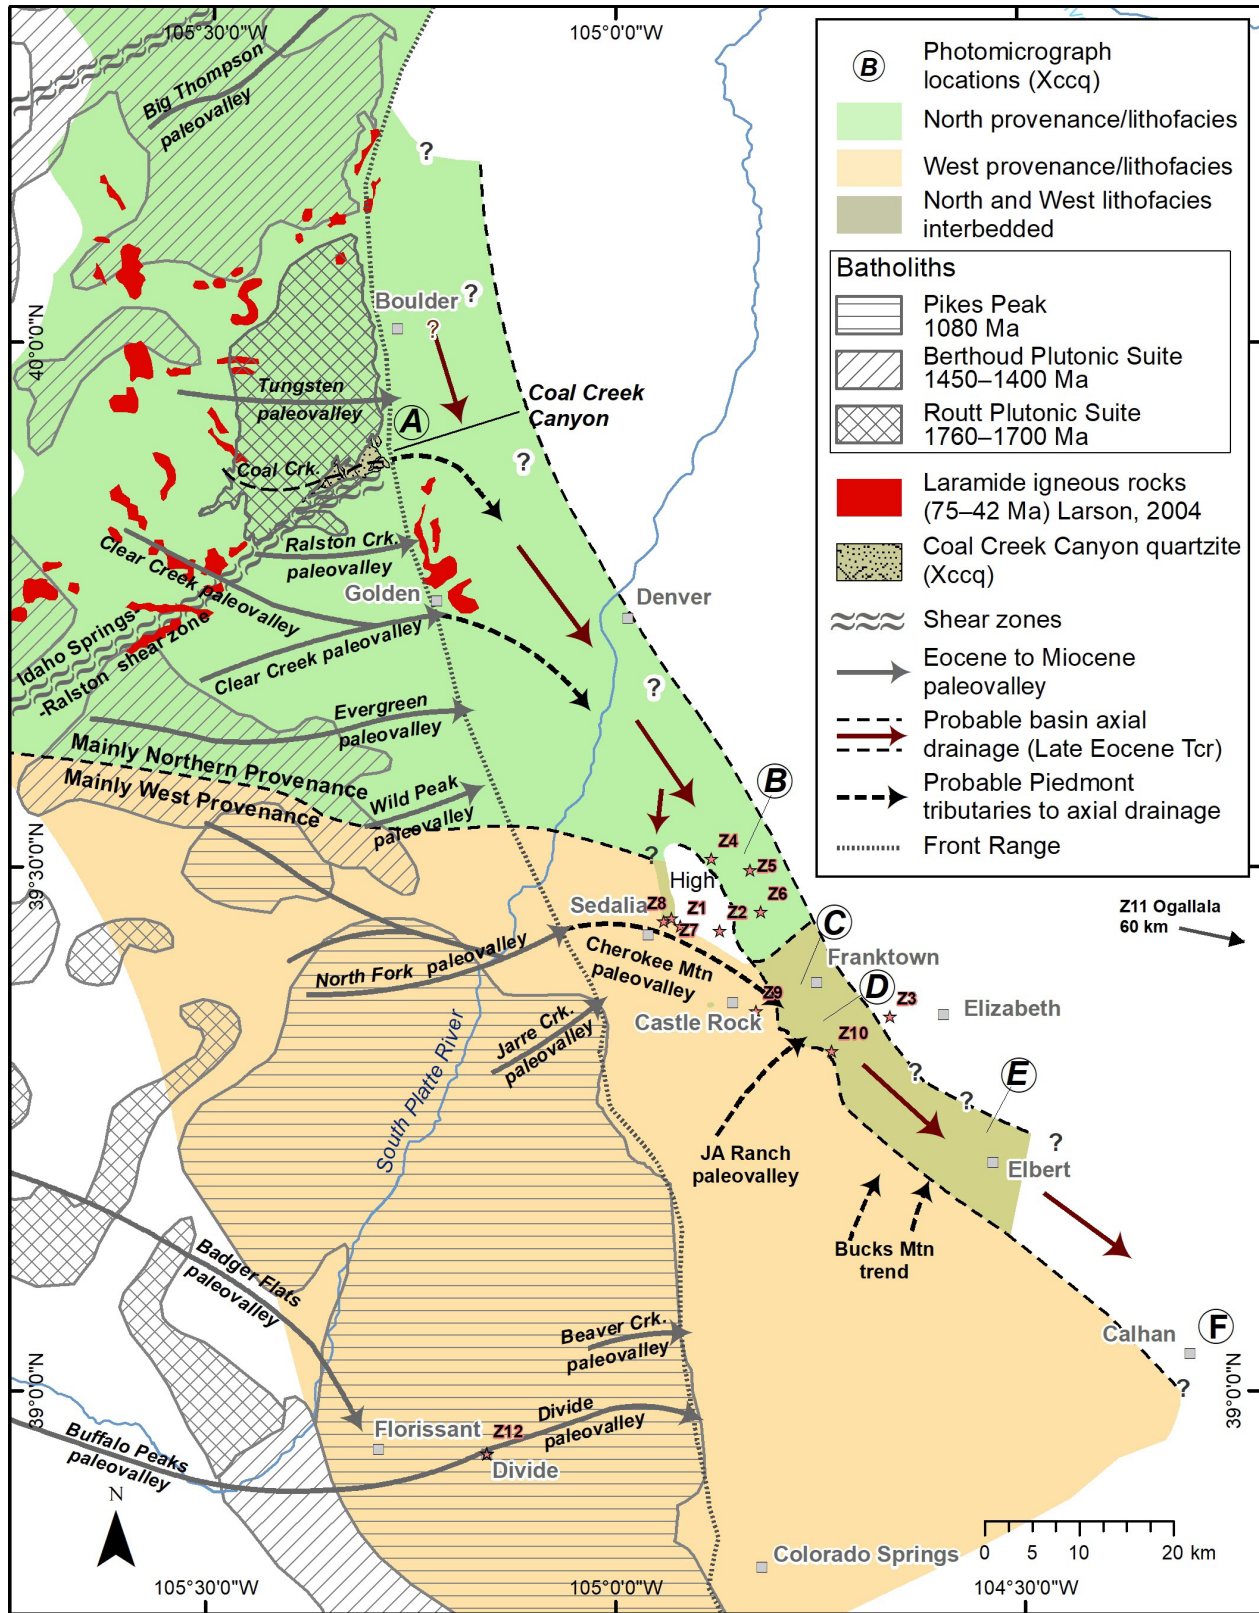 105°30'0"W
105°0'0"W
Big Thompson
paleovalley
?
?
Boulder
?
40°0'0"N
Tungsten
paleovalley
A
Coal Creek
Canyon
Coal Crk.
?
Ralston Crk.
paleovalley
Clear Creek paleovalley
Golden
Denver
Idaho Springs-
-Ralston shear zone
Clear Creek paleovalley
?
Evergreen
paleovalley
Mainly Northern Provenance
Mainly West Provenance
Wild Peak
paleovalley
B
Z4
?
Z5
39°30'0"N
High
Z6
Sedalia
Z8
Z1
Z7
Z2
Z11 Ogallala
60 km
C
Franktown
North Fork paleovalley
Cherokee Mtn
paleovalley
D
Z9
Z3
Castle Rock
Elizabeth
Jarre Crk.
paleovalley
Z10
South Platte River
?
?
E
JA Ranch
paleovalley
?
Elbert
Bucks Mtn
trend
Badger Flats
paleovalley
Beaver Crk.
paleovalley
Calhan
F
?
39°0'0"N
39°0'0"N
Florissant
Z12
Divide
paleovalley
Divide
Buffalo Peaks
paleovalley
N
Colorado Springs
0 5 10 20 km
105°30'0"W
105°0'0"W
104°30'0"W
B
Photomicrograph
locations (Xccq)
North provenance/lithofacies
West provenance/lithofacies
North and West lithofacies
interbedded
Batholiths
Pikes Peak
1080 Ma
Berthoud Plutonic Suite
1450–1400 Ma
Routt Plutonic Suite
1760–1700 Ma
Laramide igneous rocks
(75–42 Ma) Larson, 2004
Coal Creek Canyon quartzite
(Xccq)
Shear zones
Eocene to Miocene
paleovalley
Probable basin axial
drainage (Late Eocene Tcr)
Probable Piedmont
tributaries to axial drainage
Front Range